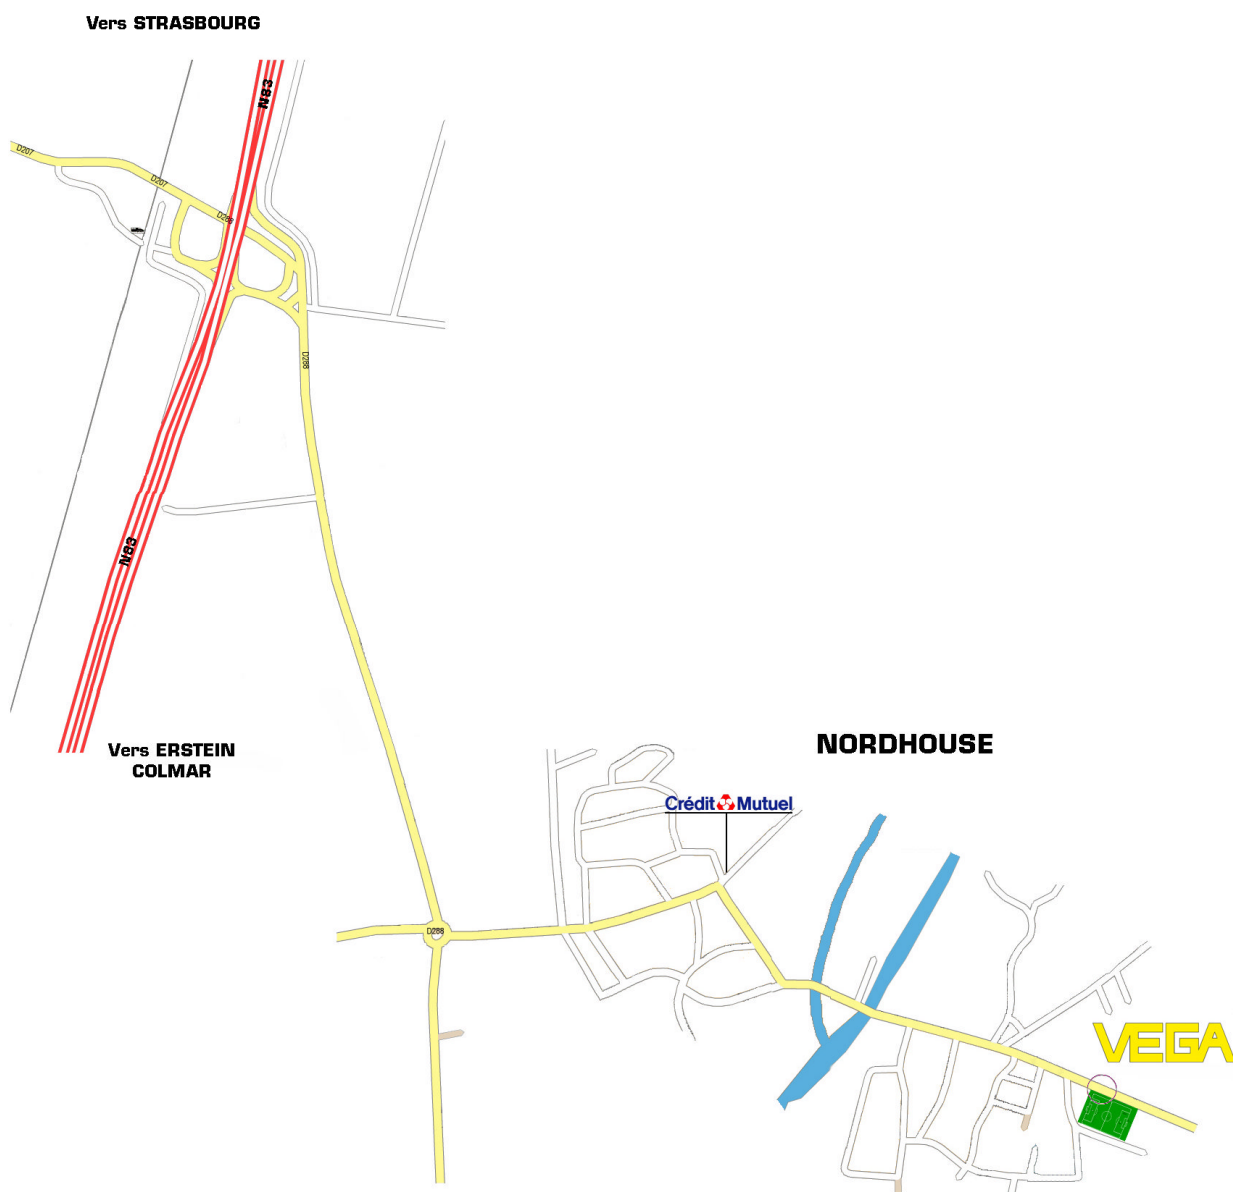 Vers STRASBOURG
N83
D207
D207
D288
D288
N83
Vers ERSTEIN
COLMAR
NORDHOUSE
Crédit Mutuel
D288
VEGA